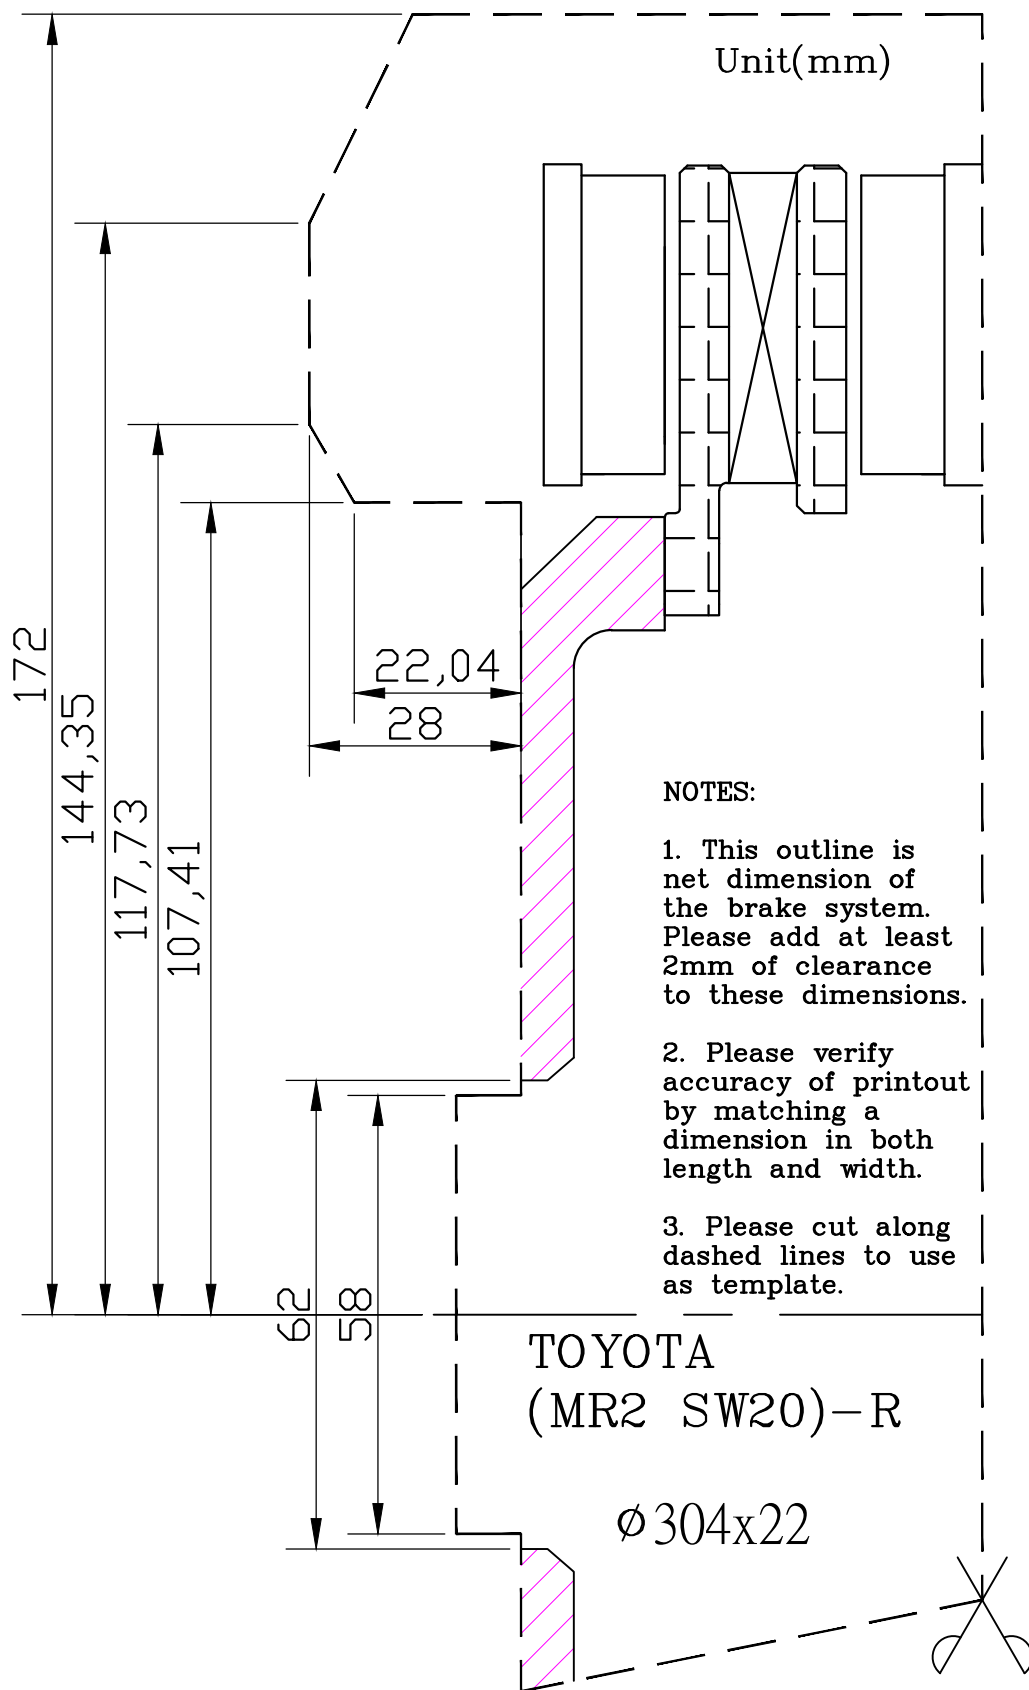 Unit(mm)
172
144,35
117,73
107,41
22,04
28
NOTES:
1. This outline is
net dimension of
the brake system.
Please add at least
2mm of clearance
to these dimensions.
2. Please verify
accuracy of printout
by matching a
dimension in both
length and width.
3. Please cut along
dashed lines to use
as template.
62
58
TOYOTA
(MR2 SW20)-R
Ø304x22